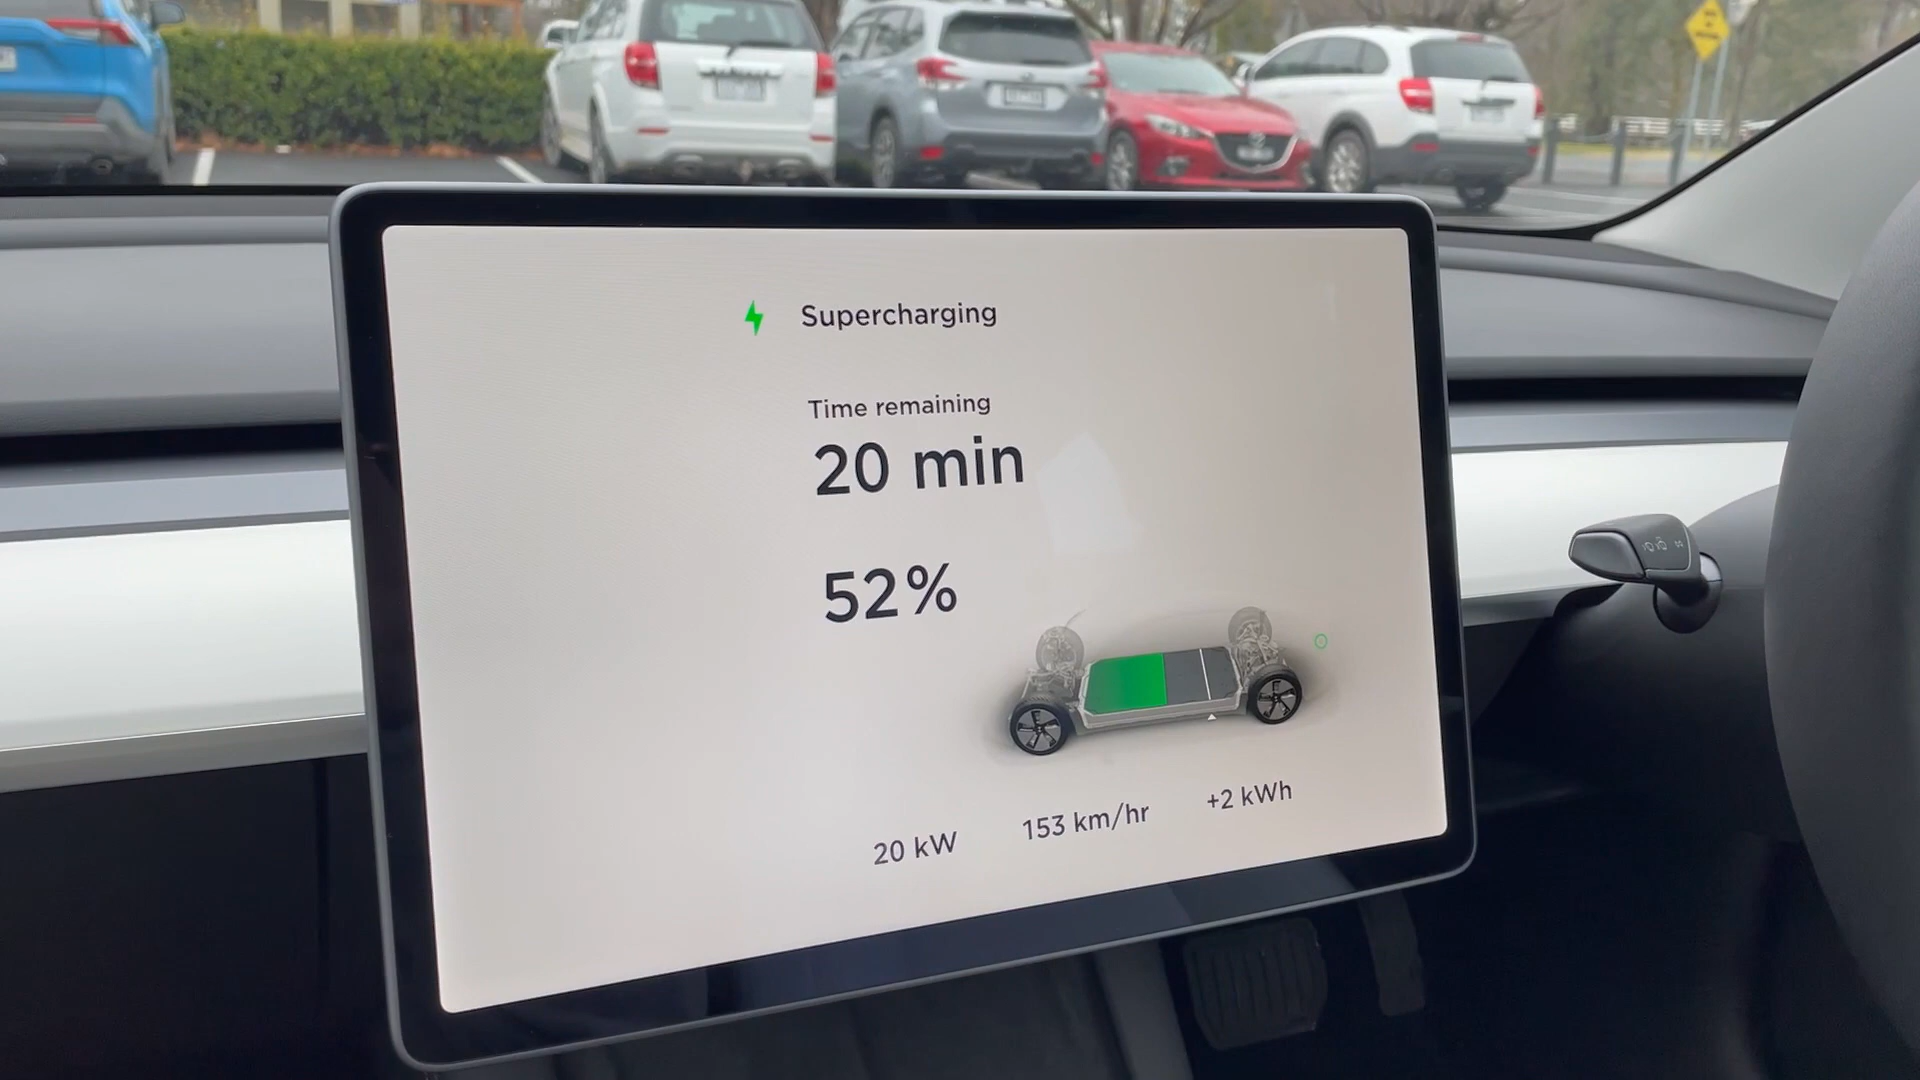 Supercharging
Time remaining
20 min
52%
20 kW
153 km/hr
+2 kWh